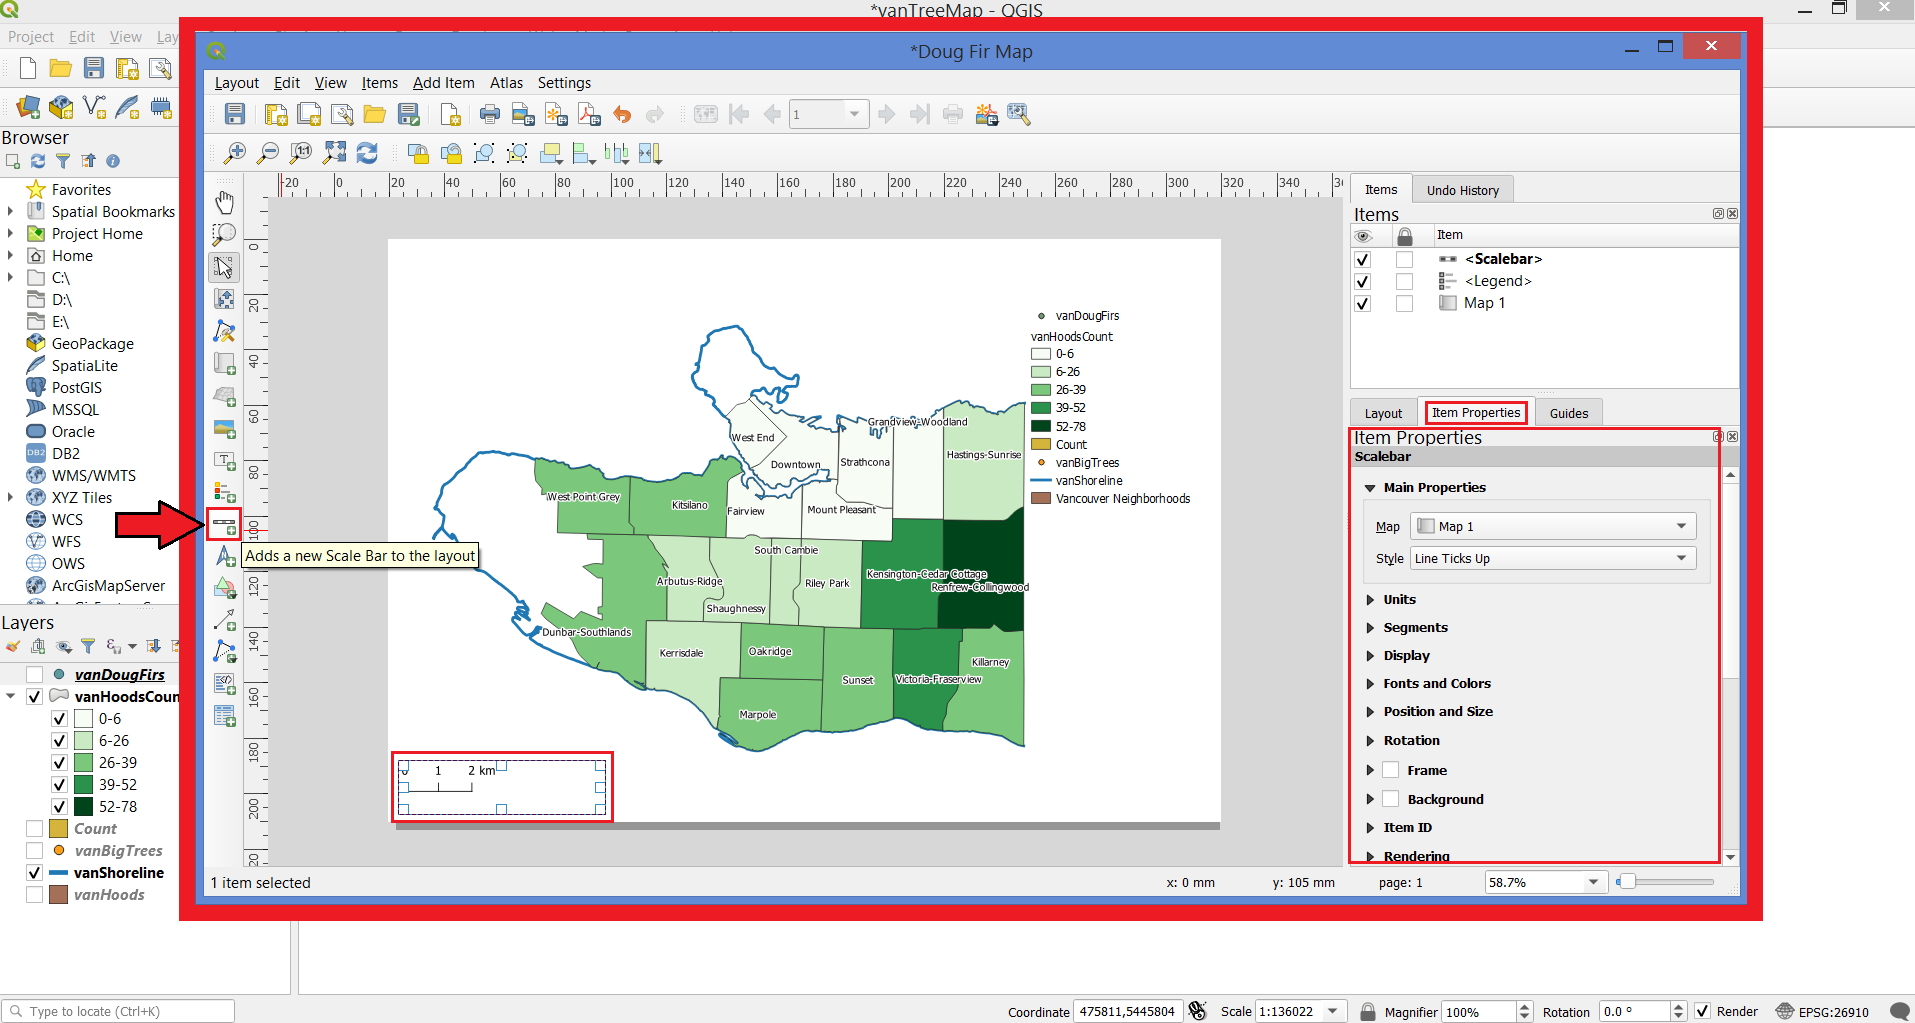 *vanTreeMap - QGIS
Project Edit View Lay
*Doug Fir Map
Layout Edit View Items Add Item Atlas Settings
1
1:1
Browser
Favorites
Spatial Bookmarks
Project Home
Home
C:\
D:\
E:\
GeoPackage
SpatiaLite
PostGIS
MSSQL
Oracle
DB2 DB2
WMS/WMTS
XYZ Tiles
WCS
WFS
OWS
ArcGisMapServer
Layers
vanDougFirs
vanHoodsCoun
0-6
6-26
26-39
39-52
52-78
Count
vanBigTrees
vanShoreline
vanHoods
-20 0 20 40 60 80 100 120 140 160 180 200 220 240 260 280 300 320 340
0
20
40
60
80
100
120
140
160
180
200
Adds a new Scale Bar to the layout
vanDougFirs
vanHoodsCount
0-6
6-26
26-39
39-52
52-78
Count
vanBigTrees
vanShoreline
Vancouver Neighborhoods
Grandview-Woodland
West End
Hastings-Sunrise
Downtown
Strathcona
West Point Grey
Kitsilano
Fairview
Mount Pleasant
South Cambie
Arbutus-Ridge
Riley Park
Kensington-Cedar Cottage
Renfrew-Collingwood
Shaughnessy
Dunbar-Southlands
Kerrisdale
Oakridge
Killarney
Sunset
Victoria-Fraserview
Marpole
0 1 2 km
Items Undo History
Items
Item
<Scalebar>
<Legend>
Map 1
Layout Item Properties Guides
Item Properties
Scalebar
Main Properties
Map Map 1
Style Line Ticks Up
Units
Segments
Display
Fonts and Colors
Position and Size
Rotation
Frame
Background
Item ID
Rendering
1 item selected
x: 0 mm y: 105 mm page: 1 58.7%
Type to locate (Ctrl+K)
Coordinate 475811,5445804 Scale 1:136022 Magnifier 100% Rotation 0.0 ° Render EPSG:26910